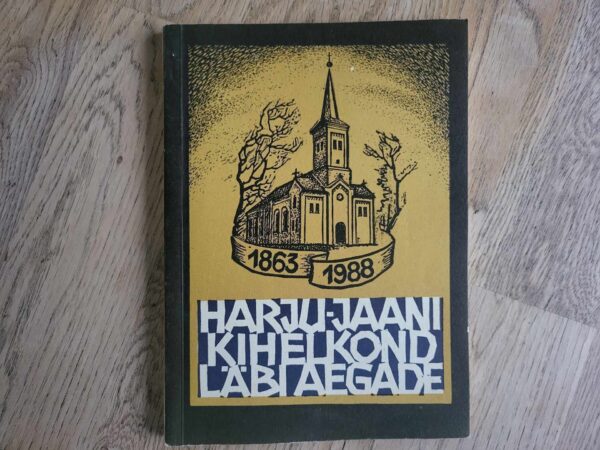 1863 1988
HARJU-JAANI
KIHELKOND
LÄBI AEGADE